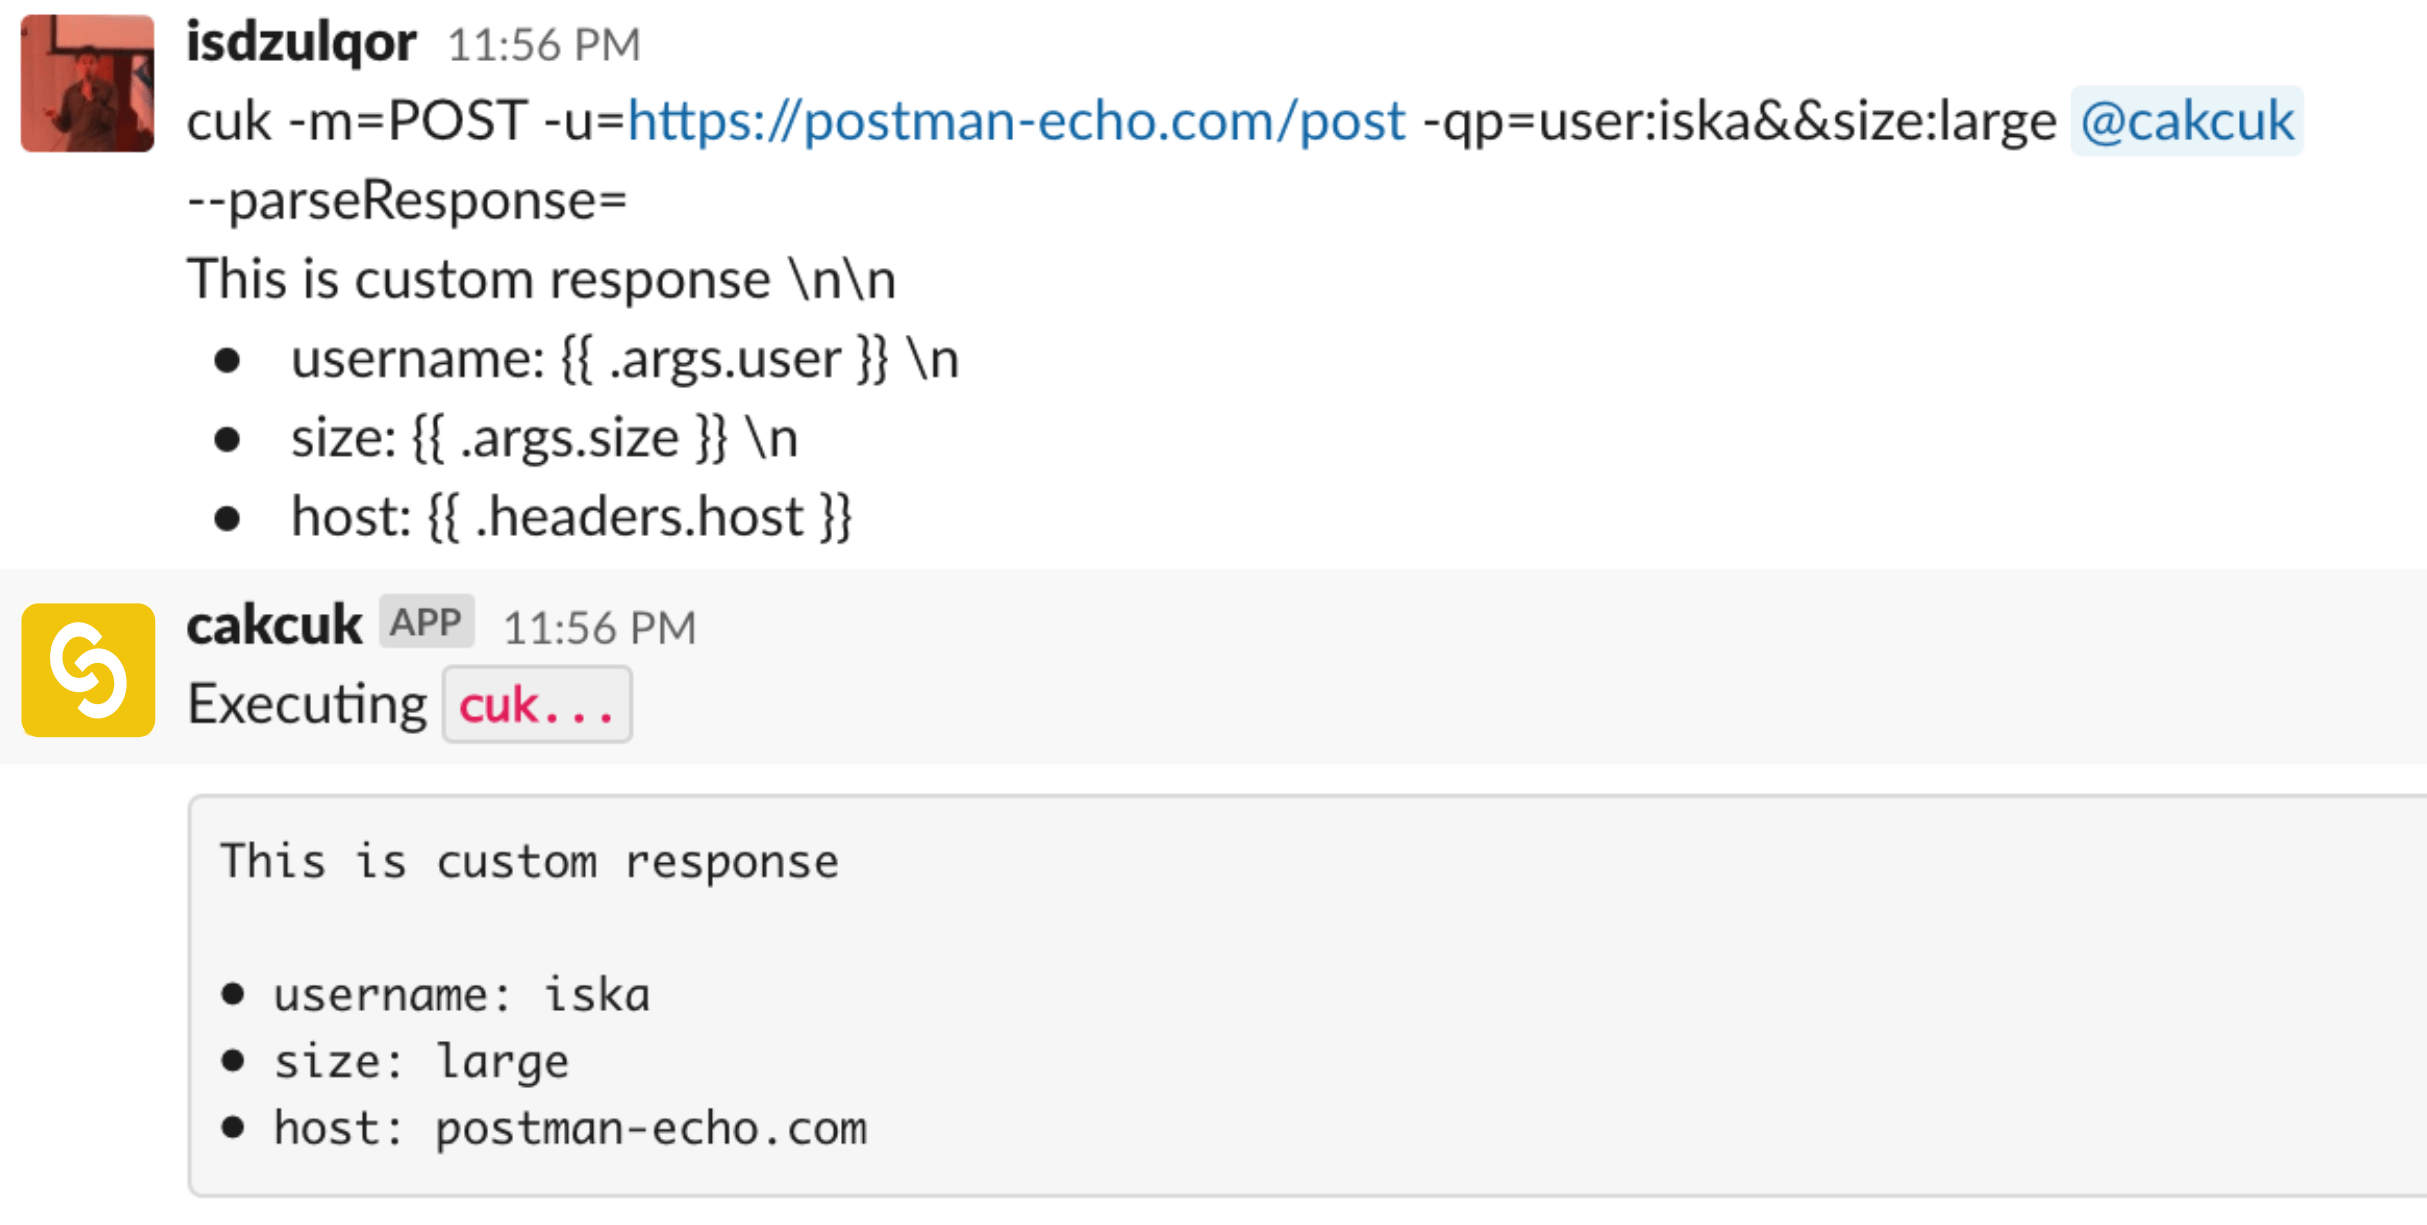 isdzulqor 11:56 PM
cuk -m=POST -u=https://postman-echo.com/post -qp=user:iska&&size:large @cakcuk
--parseResponse=
This is custom response \n\n
● username: {{ .args.user }} \n
● size: {{ .args.size }} \n
● host: {{ .headers.host }}
cakcuk APP 11:56 PM
Executing cuk...
This is custom response
● username: iska
● size: large
● host: postman-echo.com